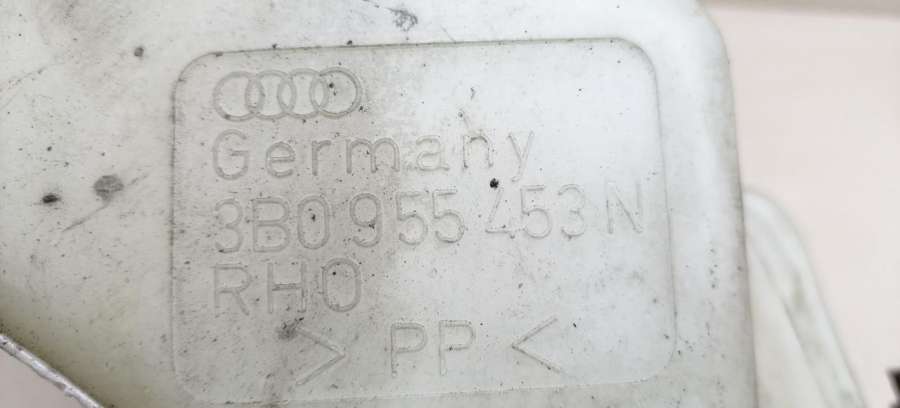 Germany
3B0 955 453 N
RHO
> PP <